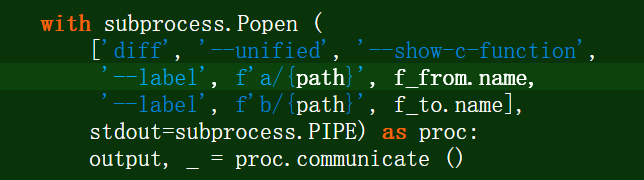 with subprocess.Popen (
['diff', '--unified', '--show-c-function',
'--label', f'a/{path}', f_from.name,
'--label', f'b/{path}', f_to.name],
stdout=subprocess.PIPE) as proc:
output, _ = proc.communicate ()